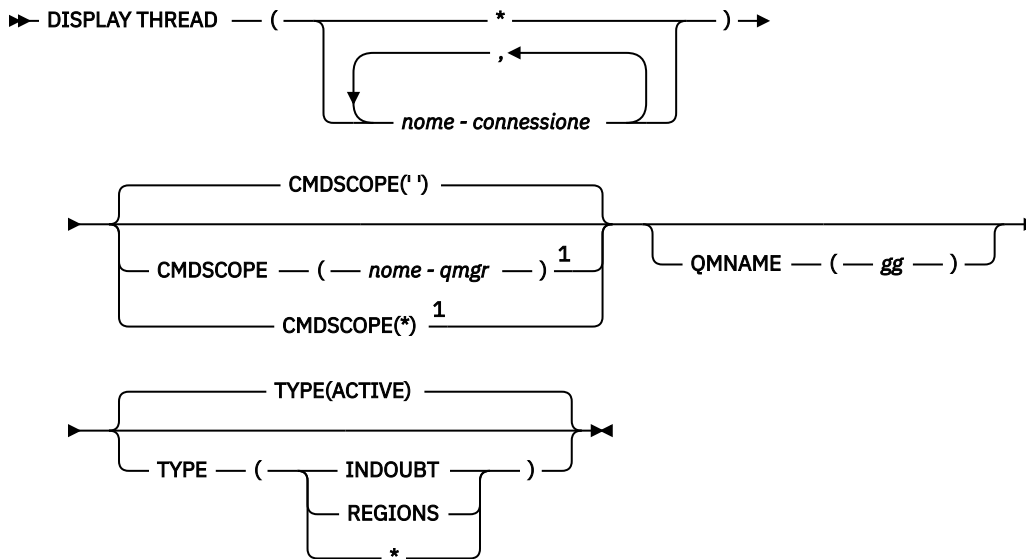 DISPLAY THREAD ( * )
,
nome - connessione
CMDSCOPE(' ')
CMDSCOPE ( nome - qmgr ) 1
QMNAME ( gg )
CMDSCOPE(*) 1
TYPE(ACTIVE)
TYPE ( INDOUBT )
REGIONS
*